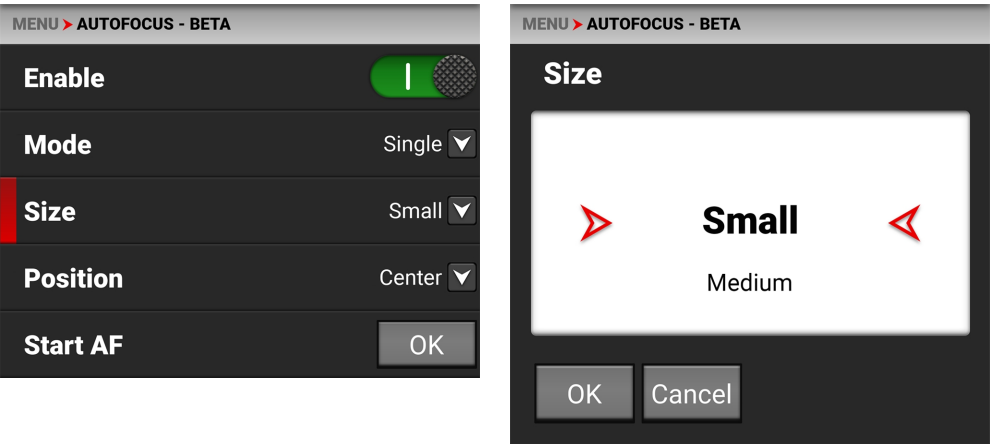 MENU AUTOFOCUS - BETA
Enable
Mode Single
Size Small
Position Center
Start AF OK
MENU AUTOFOCUS - BETA
Size
Small
Medium
OK Cancel